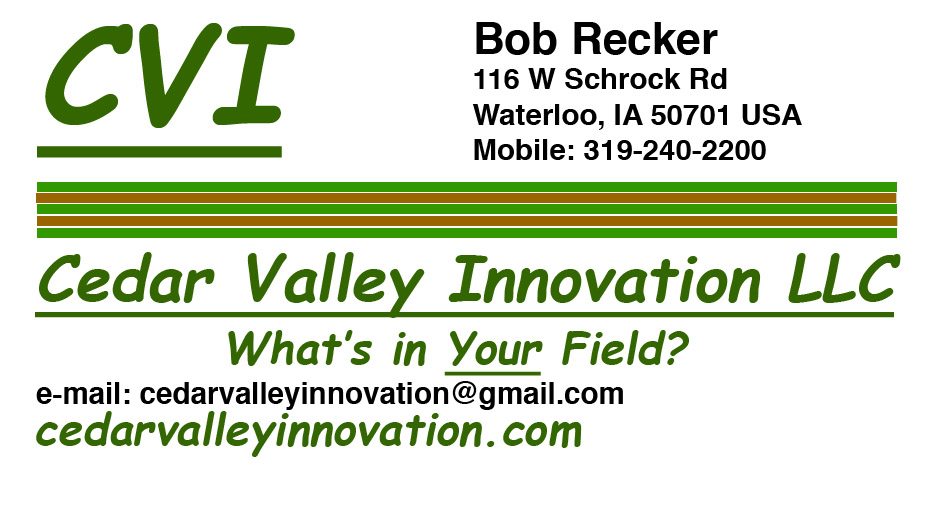 CVI
Bob Recker
116 W Schrock Rd
Waterloo, IA 50701 USA
Mobile: 319-240-2200
Cedar Valley Innovation LLC
What's in Your Field?
e-mail: cedarvalleyinnovation@gmail.com
cedarvalleyinnovation.com